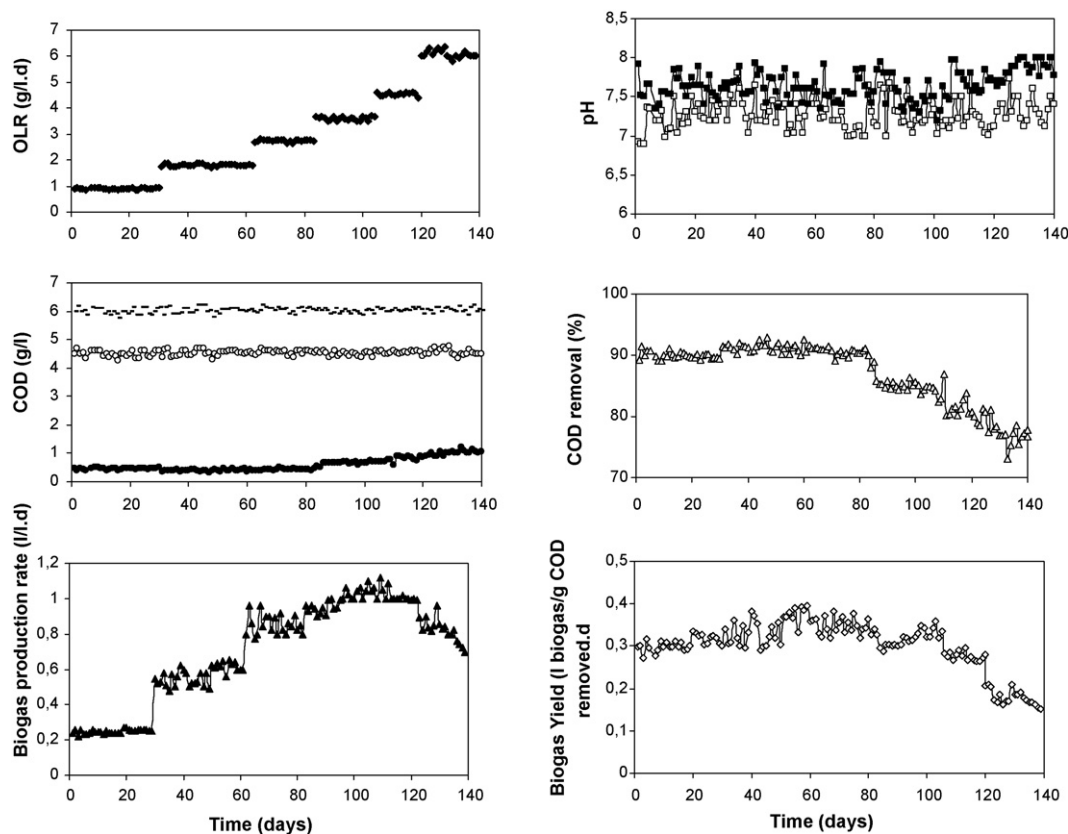 OLR (g/l.d)
7
6
5
4
3
2
1
0
0 20 40 60 80 100 120 140
pH
8,5
8
7,5
7
6,5
6
0 20 40 60 80 100 120 140
COD (g/l)
7
6
5
4
3
2
1
0
0 20 40 60 80 100 120 140
COD removal (%)
100
90
80
70
0 20 40 60 80 100 120 140
Biogas production rate (l/l.d)
1,2
1
0,8
0,6
0,4
0,2
0
0 20 40 60 80 100 120 140
Time (days)
Biogas Yield (l biogas/g COD
removed.d
0,5
0,4
0,3
0,2
0,1
0
0 20 40 60 80 100 120 140
Time (days)